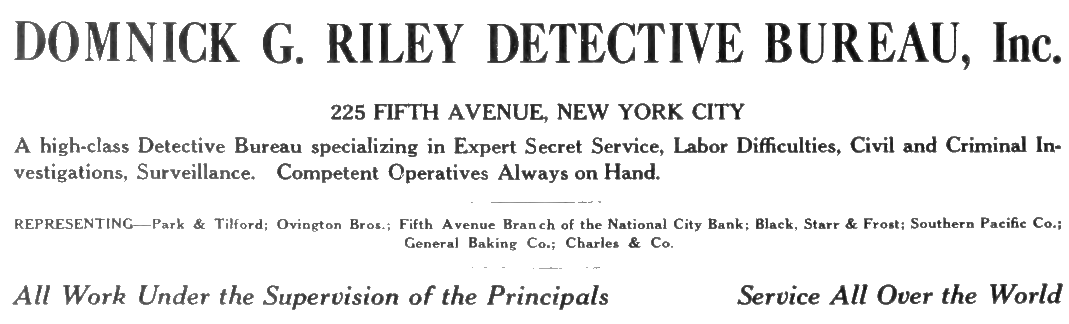 DOMNICK G. RILEY DETECTIVE BUREAU, Inc.
225 FIFTH AVENUE, NEW YORK CITY
A high-class Detective Bureau specializing in Expert Secret Service, Labor Difficulties, Civil and Criminal In-
vestigations, Surveillance. Competent Operatives Always on Hand.
REPRESENTING—Park & Tilford; Ovington Bros.; Fifth Avenue Branch of the National City Bank; Black, Starr & Frost; Southern Pacific Co.;
General Baking Co.; Charles & Co.
All Work Under the Supervision of the Principals Service All Over the World